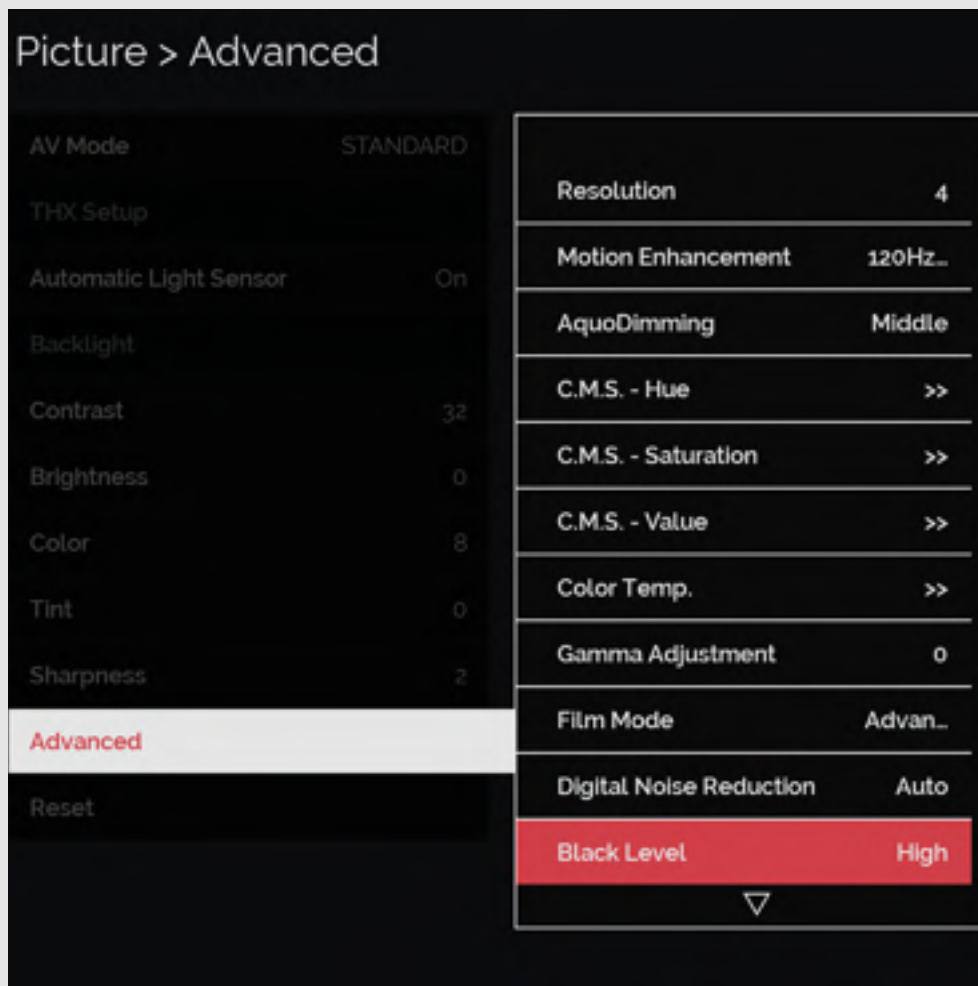 Picture > Advanced
AV Mode STANDARD
THX Setup
Automatic Light Sensor On
Backlight
Contrast 32
Brightness 0
Color 8
Tint 0
Sharpness 2
Advanced
Reset
Resolution 4
Motion Enhancement 120Hz...
AquoDimming Middle
C.M.S. - Hue >>
C.M.S. - Saturation >>
C.M.S. - Value >>
Color Temp. >>
Gamma Adjustment 0
Film Mode Advan...
Digital Noise Reduction Auto
Black Level High